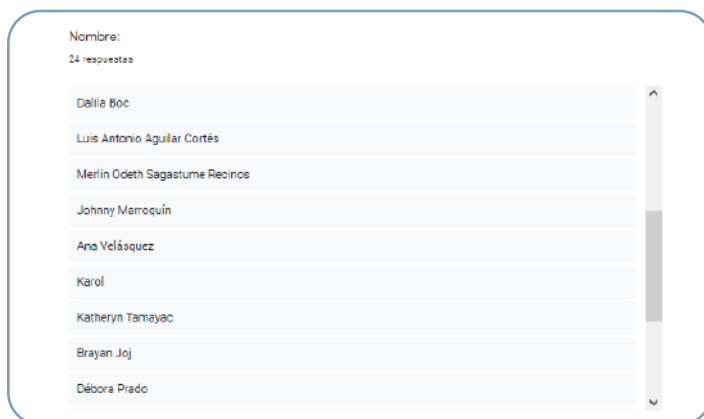 Nombre:
24 respuestas
Dalila Boc
Luis Antonio Aguilar Cortés
Merlin Odeth Sagastume Recinos
Johnny Marroquín
Ana Velásquez
Karol
Katheryn Tamayac
Brayan Joj
Débora Prado